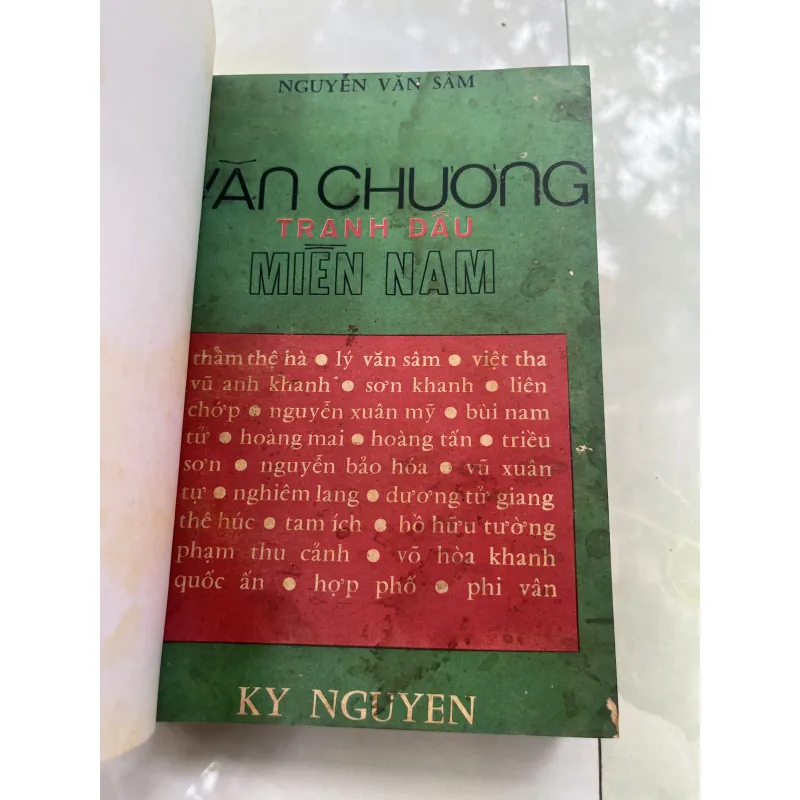 NGUYỄN VĂN SÂM
VĂN CHƯƠNG
TRANH ĐẤU
MIỀN NAM
thẩm thệ hà • lý văn sâm • việt tha
vũ anh khanh • sơn khanh • liên
chớp • nguyễn xuân mỹ • bùi nam
tử • hoàng mai • hoàng tấn • triều
sơn • nguyễn bảo hóa • vũ xuân
tự • nghiêm lang • dương tử giang
thê húc • tam ích • hồ hữu tường
phạm thu cảnh • võ hòa khanh
quốc ấn • hợp phố • phi vân
KY NGUYEN